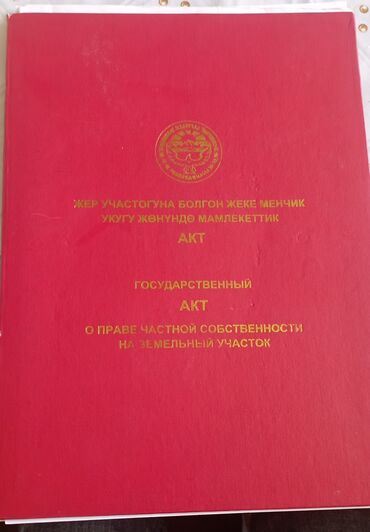 ЖЕР УЧАСТОГУНА БОЛГОН ЖЕКЕ МЕНЧИК
УКУГУ ЖӨНҮНДӨ МАМЛЕКЕТТИК
АКТ
ГОСУДАРСТВЕННЫЙ
АКТ
О ПРАВЕ ЧАСТНОЙ СОБСТВЕННОСТИ
НА ЗЕМЕЛЬНЫЙ УЧАСТОК